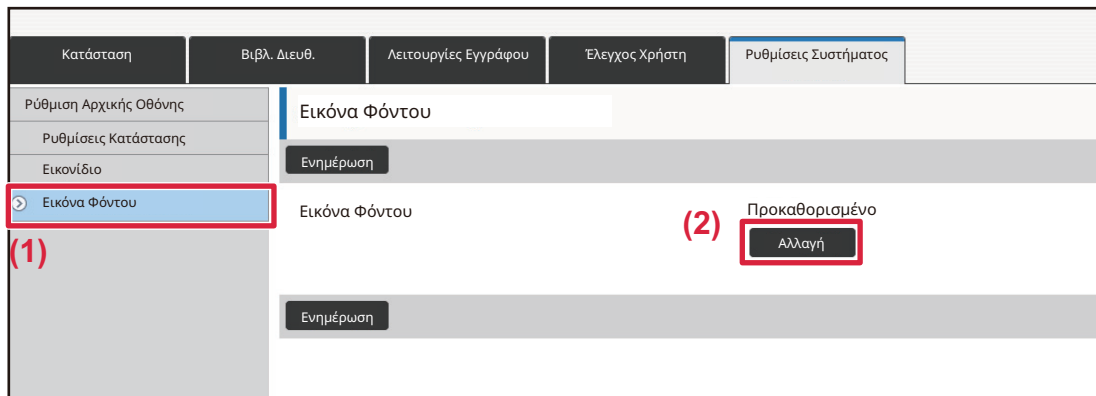 Κατάσταση
Βιβλ. Διευθ.
Λειτουργίες Εγγράφου
Έλεγχος Χρήστη
Ρυθμίσεις Συστήματος
Ρύθμιση Αρχικής Οθόνης
Ρυθμίσεις Κατάστασης
Εικονίδιο
Εικόνα Φόντου
(1)
Εικόνα Φόντου
Ενημέρωση
Εικόνα Φόντου
Προκαθορισμένο
(2)
Αλλαγή
Ενημέρωση